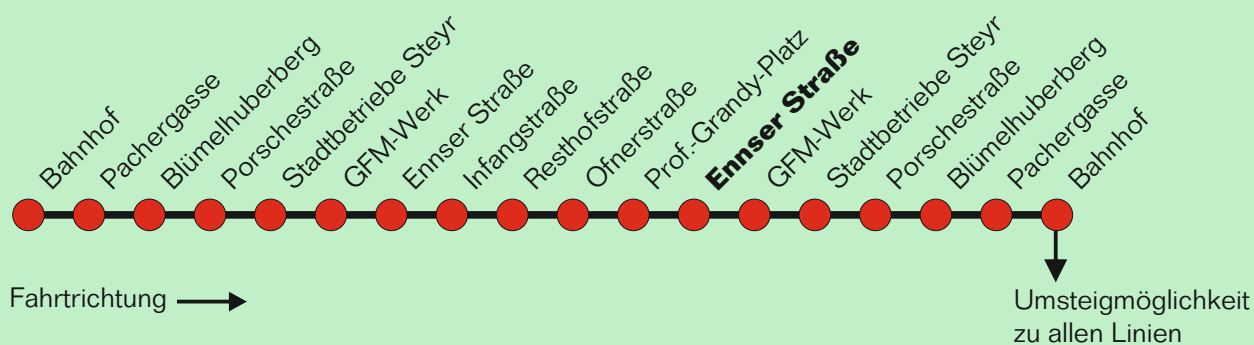 Bahnhof
Pachergasse
Blümelhuberberg
Porschestraße
Stadtbetriebe Steyr
GFM-Werk
Ennser Straße
Infangstraße
Resthofstraße
Ofnerstraße
Prof.-Grandy-Platz
Ennser Straße
GFM-Werk
Stadtbetriebe Steyr
Porschestraße
Blümelhuberberg
Pachergasse
Bahnhof
Fahrtrichtung
Umsteigmöglichkeit
zu allen Linien